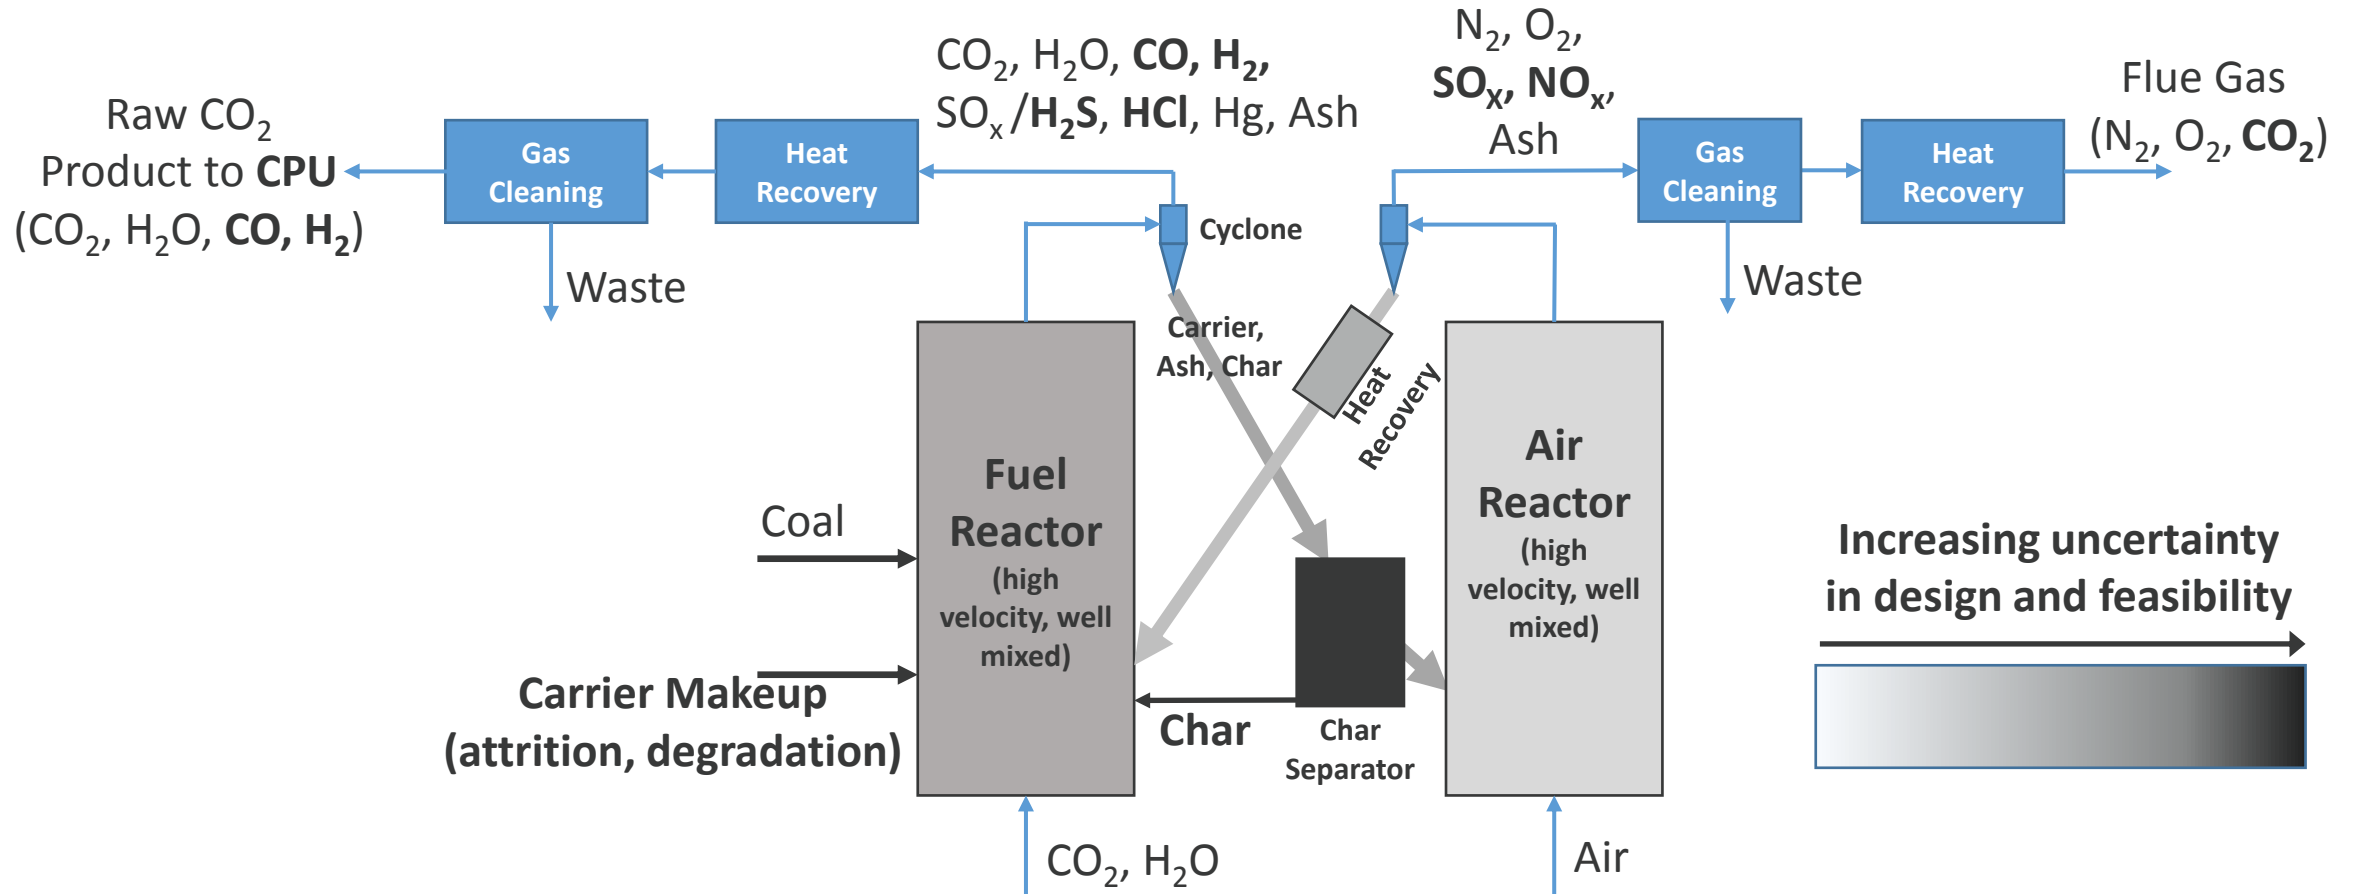 Raw CO₂
Product to CPU
(CO₂, H₂O, CO, H₂)
Gas
Cleaning
Waste
Heat
Recovery
CO₂, H₂O, CO, H₂,
SOₓ/H₂S, HCl, Hg, Ash
Cyclone
N₂, O₂,
SOₓ, NOₓ,
Ash
Gas
Cleaning
Waste
Heat
Recovery
Flue Gas
(N₂, O₂, CO₂)
Carrier,
Ash, Char
Heat
Recovery
Fuel
Reactor
(high
velocity, well
mixed)
Air
Reactor
(high
velocity, well
mixed)
Coal
Carrier Makeup
(attrition, degradation)
Char
Char
Separator
CO₂, H₂O
Air
Increasing uncertainty
in design and feasibility